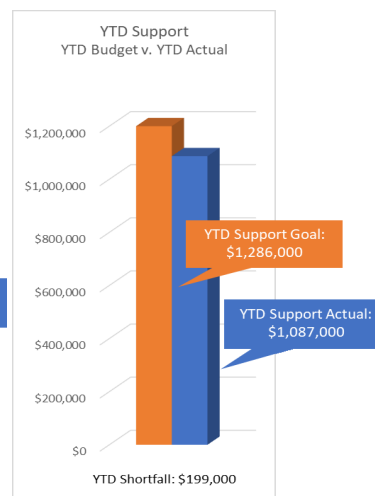 YTD Support
YTD Budget v. YTD Actual
$1,200,000
$1,000,000
$800,000
$600,000
$400,000
$200,000
$0
YTD Support Goal:
$1,286,000
YTD Support Actual:
$1,087,000
YTD Shortfall: $199,000